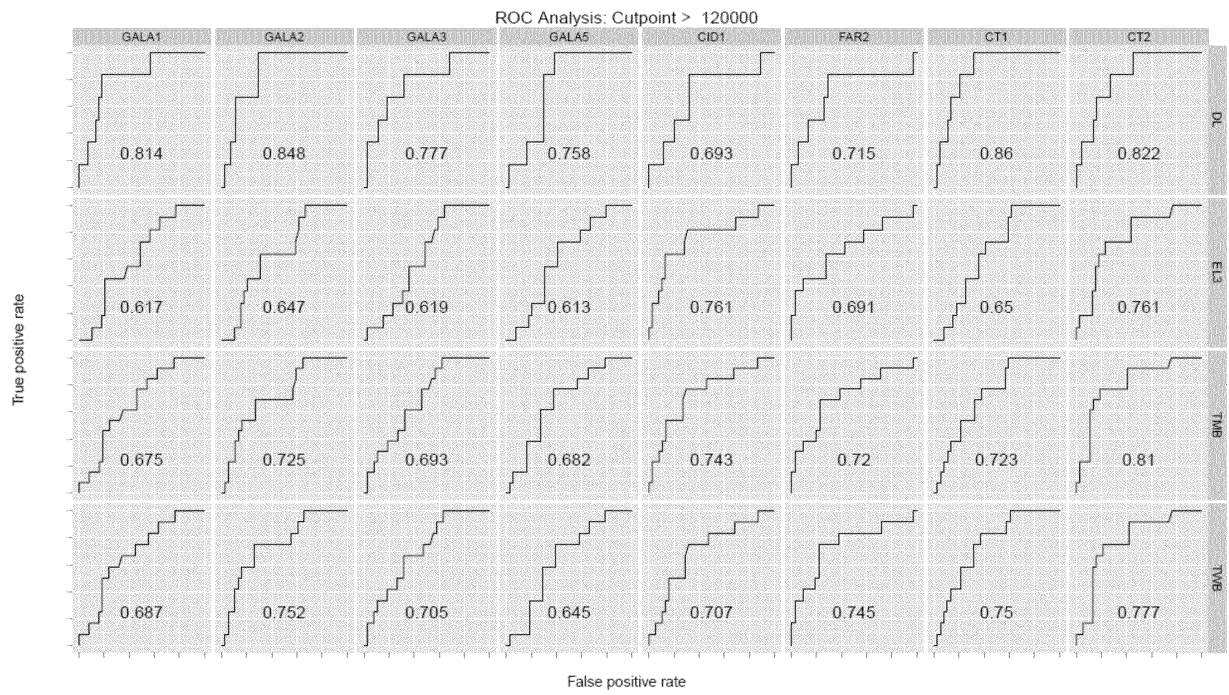 ROC Analysis: Cutpoint > 120000
GALA1 GALA2 GALA3 GALA5 CID1 FAR2 CT1 CT2
DL
0.814 0.848 0.777 0.758 0.693 0.715 0.86 0.822
EL3
0.617 0.647 0.619 0.613 0.761 0.691 0.65 0.761
True positive rate
TMB
0.675 0.725 0.693 0.682 0.743 0.72 0.723 0.81
TWB
0.687 0.752 0.705 0.645 0.707 0.745 0.75 0.777
False positive rate